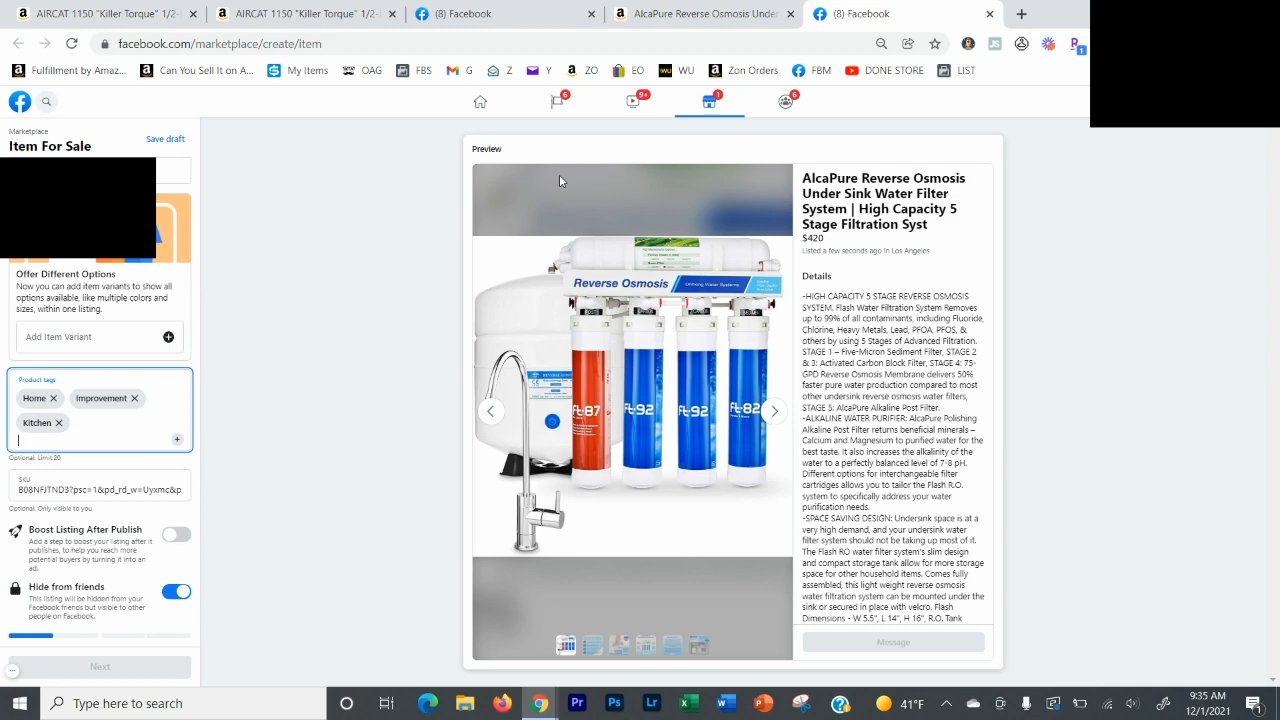 AIRCAT 1150 "Killer Torque" 1/2-
AIRCAT 1150 "Killer Torque" 1/2-
(8) Facebook
AlcaPure Reverse Osmosis Under
(8) Facebook
facebook.com/marketplace/create/item
Fulfillment by Amaz...
Can You Sell It on A...
My Items
OAG
FBS
G
Z
Y
ZO
EO
WU
Zon Orders
FBM
DONE STORE
LIST
6
9+
1
6
Marketplace
Item For Sale
Save draft
Offer Different Options
Now you can add item variants to show all
options available, like multiple colors and
sizes, within one listing.
Add Item Variant
Product tags
Home
Improvement
Kitchen
Optional. Limit:20
SKU
B08NFJTND3?psc=1&pd_rd_w=Uyxmc&p
Optional. Only visible to you
Boost Listing After Publish
Add a step to boost your listing after it
publishes, to help you reach more
potential buyers by turning it into an
ad.
Hide from friends
This listing will be hidden from your
Facebook friends but visible to other
people on Facebook.
Next
Preview
Reverse Osmosis
Drinking Water Systems
Ft-87
Ft-92
Ft-92
Ft-82
AlcaPure Reverse Osmosis
Under Sink Water Filter
System | High Capacity 5
Stage Filtration Syst
$420
Listed a few seconds ago in Los Angeles
Details
-HIGH CAPACITY 5 STAGE REVERSE OSMOSIS
SYSTEM. Flash Water Filtration System Removes
up to 99% of all contaminants, including Fluoride,
Chlorine, Heavy Metals, Lead, PFOA, PFOS, &
others by using 5 Stages of Advanced Filtration.
STAGE 1 – Five-Micron Sediment Filter, STAGE 2
& 3: Activated Carbon Block Filter, STAGE 4: 75-
GPD Reverse Osmosis Membrane delivers 50%
faster pure water production compared to most
other undersink reverse osmosis water filters,
STAGE 5: AlcaPure Alkaline Post Filter.
-ALKALINE WATER PURIFIER: AlcaPure Polishing
Alkaline Post Filter returns beneficial minerals –
Calcium and Magnesium to purified water for the
best taste. It also increases the alkalinity of the
water to a perfectly balanced level of 7-8 pH.
Different options for interchangeable filter
cartridges allows you to tailor the Flash R.O.
system to specifically address your water
purification needs.
-SPACE SAVING DESIGN: Undersink space is at a
very high demand, and your undersink water
filter system should not be taking up most of it.
The Flash RO water filter system's slim design
and compact storage tank allow for more storage
space for other household items. Comes fully
assembled, this light weight reverse osmosis
water filtration system can be mounted under the
sink or secured in place with velcro. Flash
Dimensions - W 5.5", L 14", H 16", R.O. Tank
Message
Type here to search
41°F
9:35 AM
12/1/2021
1